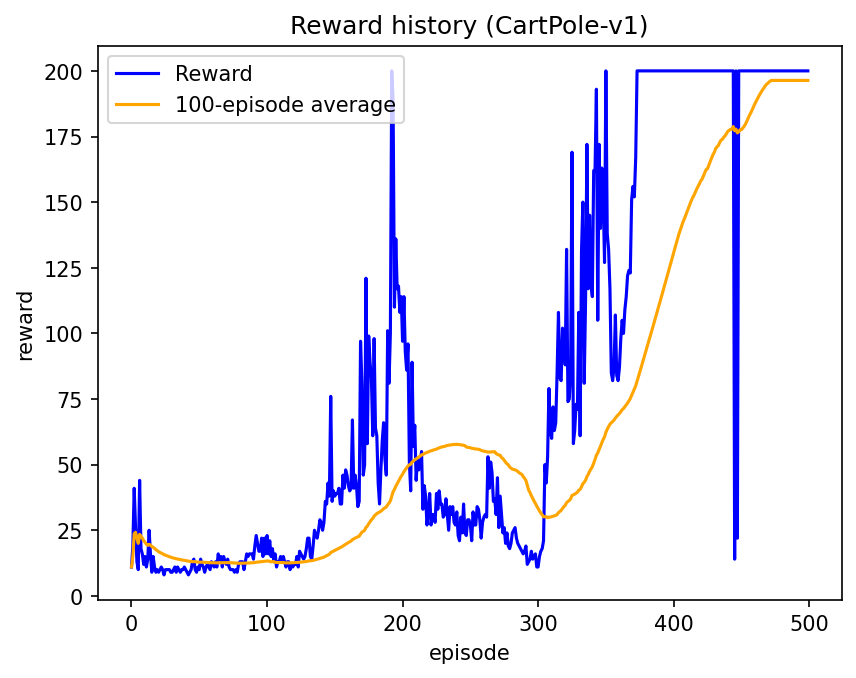 Reward history (CartPole-v1)
Reward
100-episode average
200
175
150
125
100
75
50
25
0
reward
0 100 200 300 400 500
episode